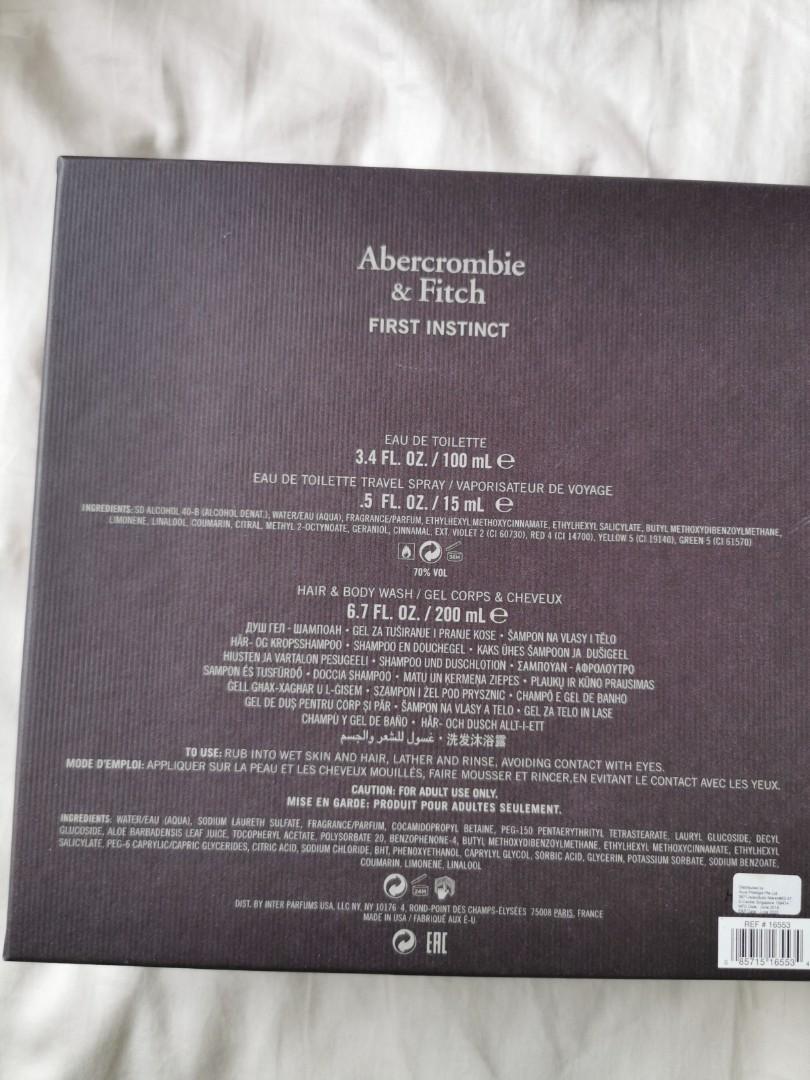 Abercrombie
& Fitch
FIRST INSTINCT
EAU DE TOILETTE
3.4 FL. OZ. / 100 mL ℮
EAU DE TOILETTE TRAVEL SPRAY / VAPORISATEUR DE VOYAGE
.5 FL. OZ. / 15 mL ℮
INGREDIENTS: SD ALCOHOL 40-B (ALCOHOL DENAT.), WATER/EAU (AQUA), FRAGRANCE/PARFUM, ETHYLHEXYL METHOXYCINNAMATE, ETHYLHEXYL SALICYLATE, BUTYL METHOXYDIBENZOYLMETHANE,
LIMONENE, LINALOOL, COUMARIN, CITRAL, METHYL 2-OCTYNOATE, GERANIOL, CINNAMAL, EXT. VIOLET 2 (CI 60730), RED 4 (CI 14700), YELLOW 5 (CI 19140), GREEN 5 (CI 61570)
36M
70% VOL
HAIR & BODY WASH / GEL CORPS & CHEVEUX
6.7 FL. OZ. / 200 mL ℮
ДУШ ГЕЛ - ШАМПОАН • GEL ZA TUŠIRANJE I PRANJE KOSE • ŠAMPON NA VLASY I TĚLO
HÅR- OG KROPSSHAMPOO • SHAMPOO EN DOUCHEGEL • KAKS ÜHES ŠAMPOON JA DUŠIGEEL
HIUSTEN JA VARTALON PESUGEELI • SHAMPOO UND DUSCHLOTION • ΣΑΜΠΟΥΑΝ - ΑΦΡΟΛΟΥΤΡΟ
SAMPON ÉS TUSFÜRDŐ • DOCCIA SHAMPOO • MATU UN ĶERMEŅA ZIEPES • PLAUKŲ IR KŪNO PRAUSIMAS
ĠELL GĦAX-XAGĦAR U L-ĠISEM • SZAMPON I ŻEL POD PRYSZNIC • CHAMPÔ E GEL DE BANHO
GEL DE DUȘ PENTRU CORP ȘI PĂR • ŠAMPÓN NA VLASY A TELO • GEL ZA TELO IN LASE
CHAMPÚ Y GEL DE BAÑO • HÅR- OCH DUSCH ALLT-I-ETT
غسول للشعر والجسم • 洗发沐浴露
TO USE: RUB INTO WET SKIN AND HAIR, LATHER AND RINSE, AVOIDING CONTACT WITH EYES.
MODE D'EMPLOI: APPLIQUER SUR LA PEAU ET LES CHEVEUX MOUILLÉS, FAIRE MOUSSER ET RINCER,EN EVITANT LE CONTACT AVEC LES YEUX.
CAUTION: FOR ADULT USE ONLY.
MISE EN GARDE: PRODUIT POUR ADULTES SEULEMENT.
INGREDIENTS: WATER/EAU (AQUA), SODIUM LAURETH SULFATE, FRAGRANCE/PARFUM, COCAMIDOPROPYL BETAINE, PEG-150 PENTAERYTHRITYL TETRASTEARATE, LAURYL GLUCOSIDE, DECYL
GLUCOSIDE, ALOE BARBADENSIS LEAF JUICE, TOCOPHERYL ACETATE, POLYSORBATE 20, BENZOPHENONE-4, BUTYL METHOXYDIBENZOYLMETHANE, ETHYLHEXYL METHOXYCINNAMATE, ETHYLHEXYL
SALICYLATE, PEG-6 CAPRYLIC/CAPRIC GLYCERIDES, CITRIC ACID, SODIUM CHLORIDE, BHT, PHENOXYETHANOL, CAPRYLYL GLYCOL, SORBIC ACID, GLYCERIN, POTASSIUM SORBATE, SODIUM BENZOATE,
COUMARIN, LIMONENE, LINALOOL
24M
DIST. BY INTER PARFUMS USA, LLC NY, NY 10176 4, ROND-POINT DES CHAMPS-ÉLYSÉES 75008 PARIS, FRANCE
MADE IN USA / FABRIQUÉ AUX É-U
EAC
Distributed by
REF # 16553
85715 16553 4